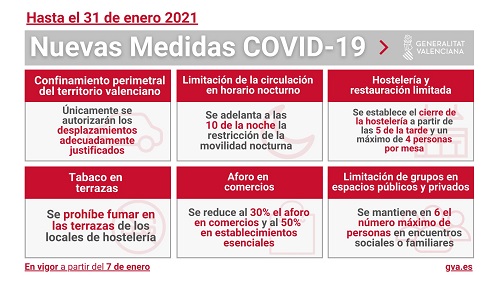 Hasta el 31 de enero 2021
Nuevas Medidas COVID-19
GENERALITAT
VALENCIANA
Confinamiento perimetral
del territorio valenciano
Únicamente se
autorizarán los
desplazamientos
adecuadamente
justificados
Limitación de la circulación
en horario nocturno
Se adelanta a las
10 de la noche la
restricción de la
movilidad nocturna
Hostelería y
restauración limitada
Se establece el cierre de
la hostelería a partir de
las 5 de la tarde y un
máximo de 4 personas
por mesa
Tabaco en
terrazas
Se prohíbe fumar en
las terrazas de los
locales de hostelería
Aforo en
comercios
Se reduce al 30% el aforo
en comercios y al 50%
en establecimientos
esenciales
Limitación de grupos en
espacios públicos y privados
Se mantiene en 6 el
número máximo de
personas en encuentros
sociales o familiares
En vigor a partir del 7 de enero
gva.es